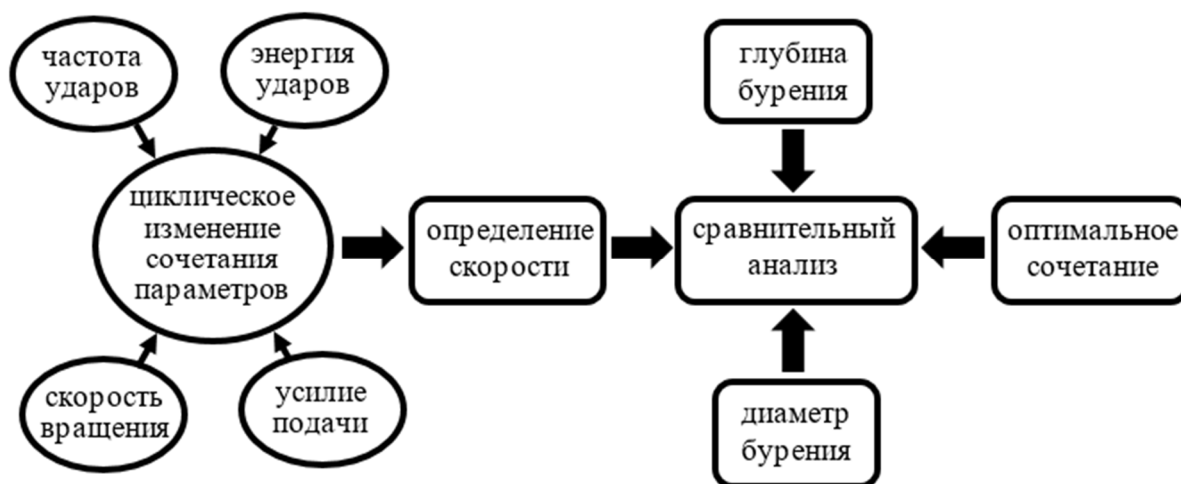 частота
ударов
энергия
ударов
глубина
бурения
циклическое
изменение
сочетания
параметров
определение
скорости
сравнительный
анализ
оптимальное
сочетание
скорость
вращения
усилие
подачи
диаметр
бурения